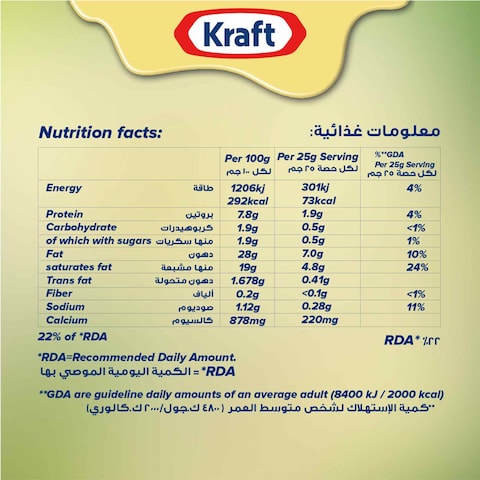 Kraft
Nutrition facts: معلومات غذائية:
Per 100g Per 25g Serving %**GDA
لكل ١٠٠ جم لكل حصة ٢٥ جم Per 25g Serving
لكل حصة ٢٥ جم
Energy طاقة 1206kj 301kj 4%
292kcal 73kcal
Protein بروتين 7.8g 1.9g 4%
Carbohydrate كربوهيدرات 1.9g 0.5g <1%
of which with sugars منها سكريات 1.9g 0.5g 1%
Fat دهون 28g 7.0g 10%
saturates fat منها مشبعة 19g 4.8g 24%
Trans fat دهون متحولة 1.678g 0.41g
Fiber ألياف 0.2g <0.1g <1%
Sodium صوديوم 1.12g 0.28g 11%
Calcium كالسيوم 878mg 220mg
22% of *RDA RDA* ٪٢٢
*RDA=Recommended Daily Amount.
*RDA = الكمية اليومية الموصي بها
**GDA are guideline daily amounts of an average adult (8400 kJ / 2000 kcal)
**كمية الإستهلاك لشخص متوسط العمر ( ٤٨٠٠ ك.جول/٢٠٠٠ ك.كالوري)